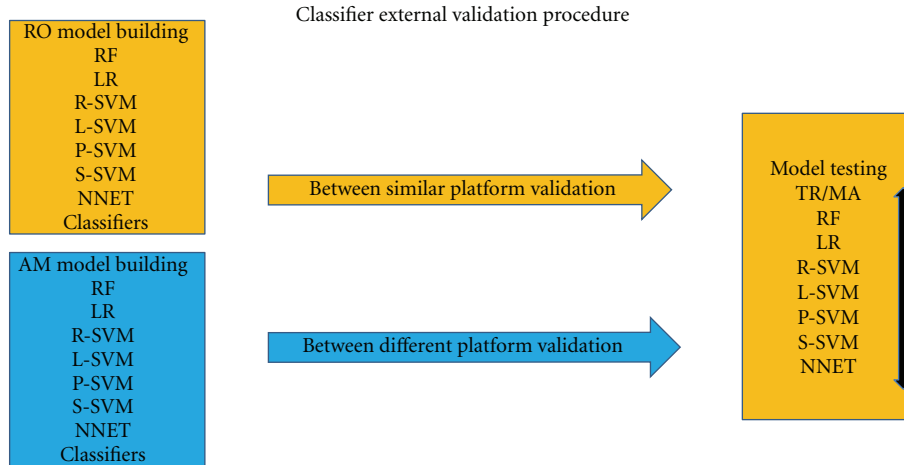 Classifier external validation procedure
RO model building
RF
LR
R-SVM
L-SVM
P-SVM
S-SVM
NNET
Classifiers
AM model building
RF
LR
R-SVM
L-SVM
P-SVM
S-SVM
NNET
Classifiers
Between similar platform validation
Between different platform validation
Model testing
TR/MA
RF
LR
R-SVM
L-SVM
P-SVM
S-SVM
NNET